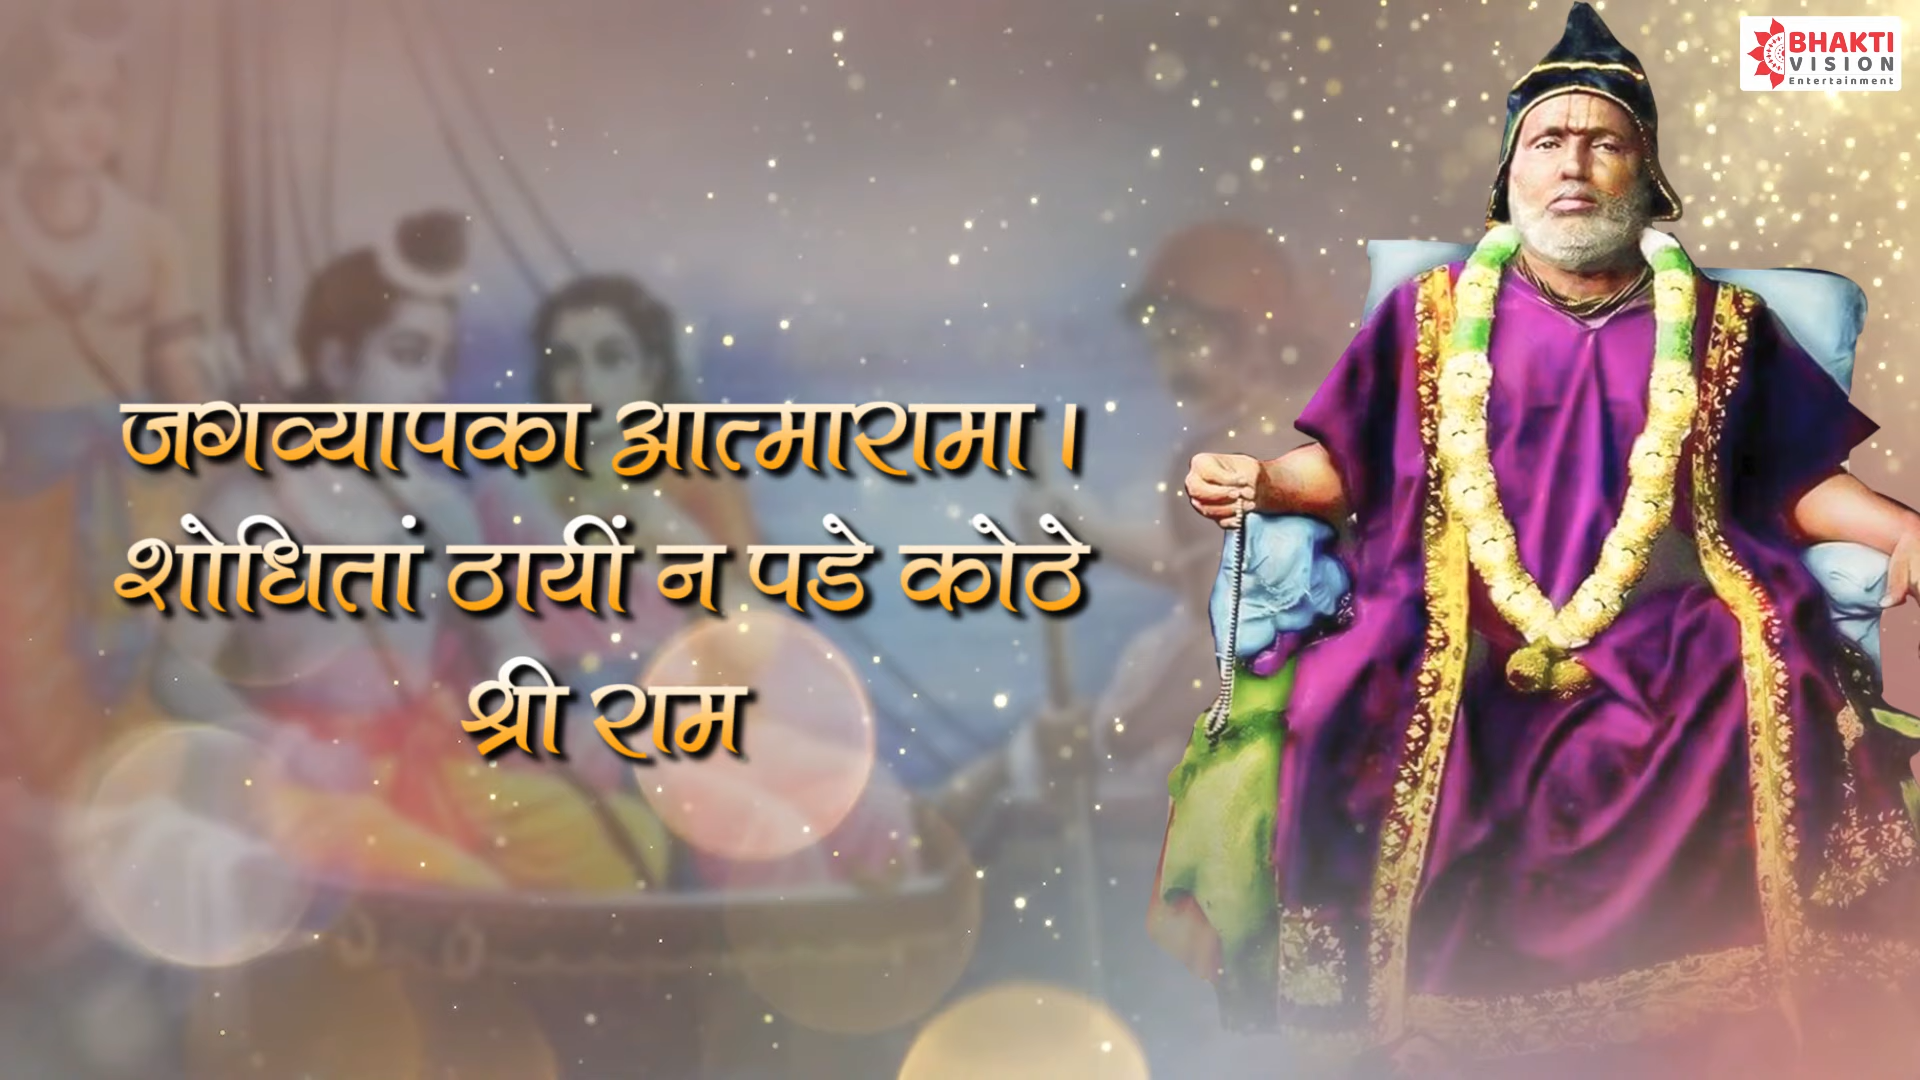 जगव्यापका आत्मारामा ।
शोधितां ठायीं न पडे कोठे
श्री राम
BHAKTI
VISION
Entertainment